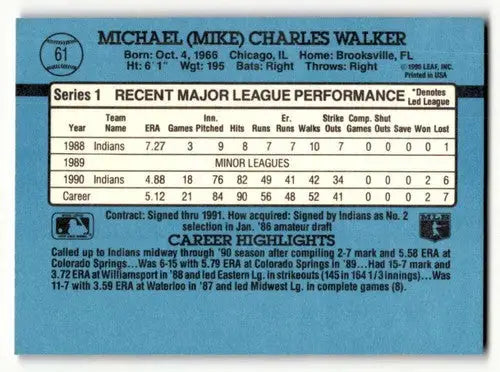 61
MICHAEL (MIKE) CHARLES WALKER
Born: Oct. 4, 1966 Chicago, IL Home: Brooksville, FL
Ht: 6' 1" Wgt: 195 Bats: Right Throws: Right
© 1990 LEAF, INC.
Printed in USA
Series 1 RECENT MAJOR LEAGUE PERFORMANCE *Denotes Led League
Year Team Name ERA Games Inn. Pitched Hits Runs Er. Runs Walks Strike Outs Comp. Games Shut Outs Save Won Lost
1988 Indians 7.27 3 9 8 7 7 10 7 0 0 0 0 1
1989 MINOR LEAGUES
1990 Indians 4.88 18 76 82 49 41 42 34 0 0 0 2 6
Career 5.12 21 84 90 56 48 52 41 0 0 0 2 7
Contract: Signed thru 1991. How acquired: Signed by Indians as No. 2
selection in Jan. '86 amateur draft
MLB
CAREER HIGHLIGHTS
Called up to Indians midway through '90 season after compiling 2-7 mark and 5.58 ERA at
Colorado Springs...Was 6-15 with 5.79 ERA at Colorado Springs in '89...Had 15-7 mark and
3.72 ERA at Williamsport in '88 and led Eastern Lg. in strikeouts (145 in 164 1/3 innings)...Was
11-7 with 3.59 ERA at Waterloo in '87 and led Midwest Lg. in complete games (8).